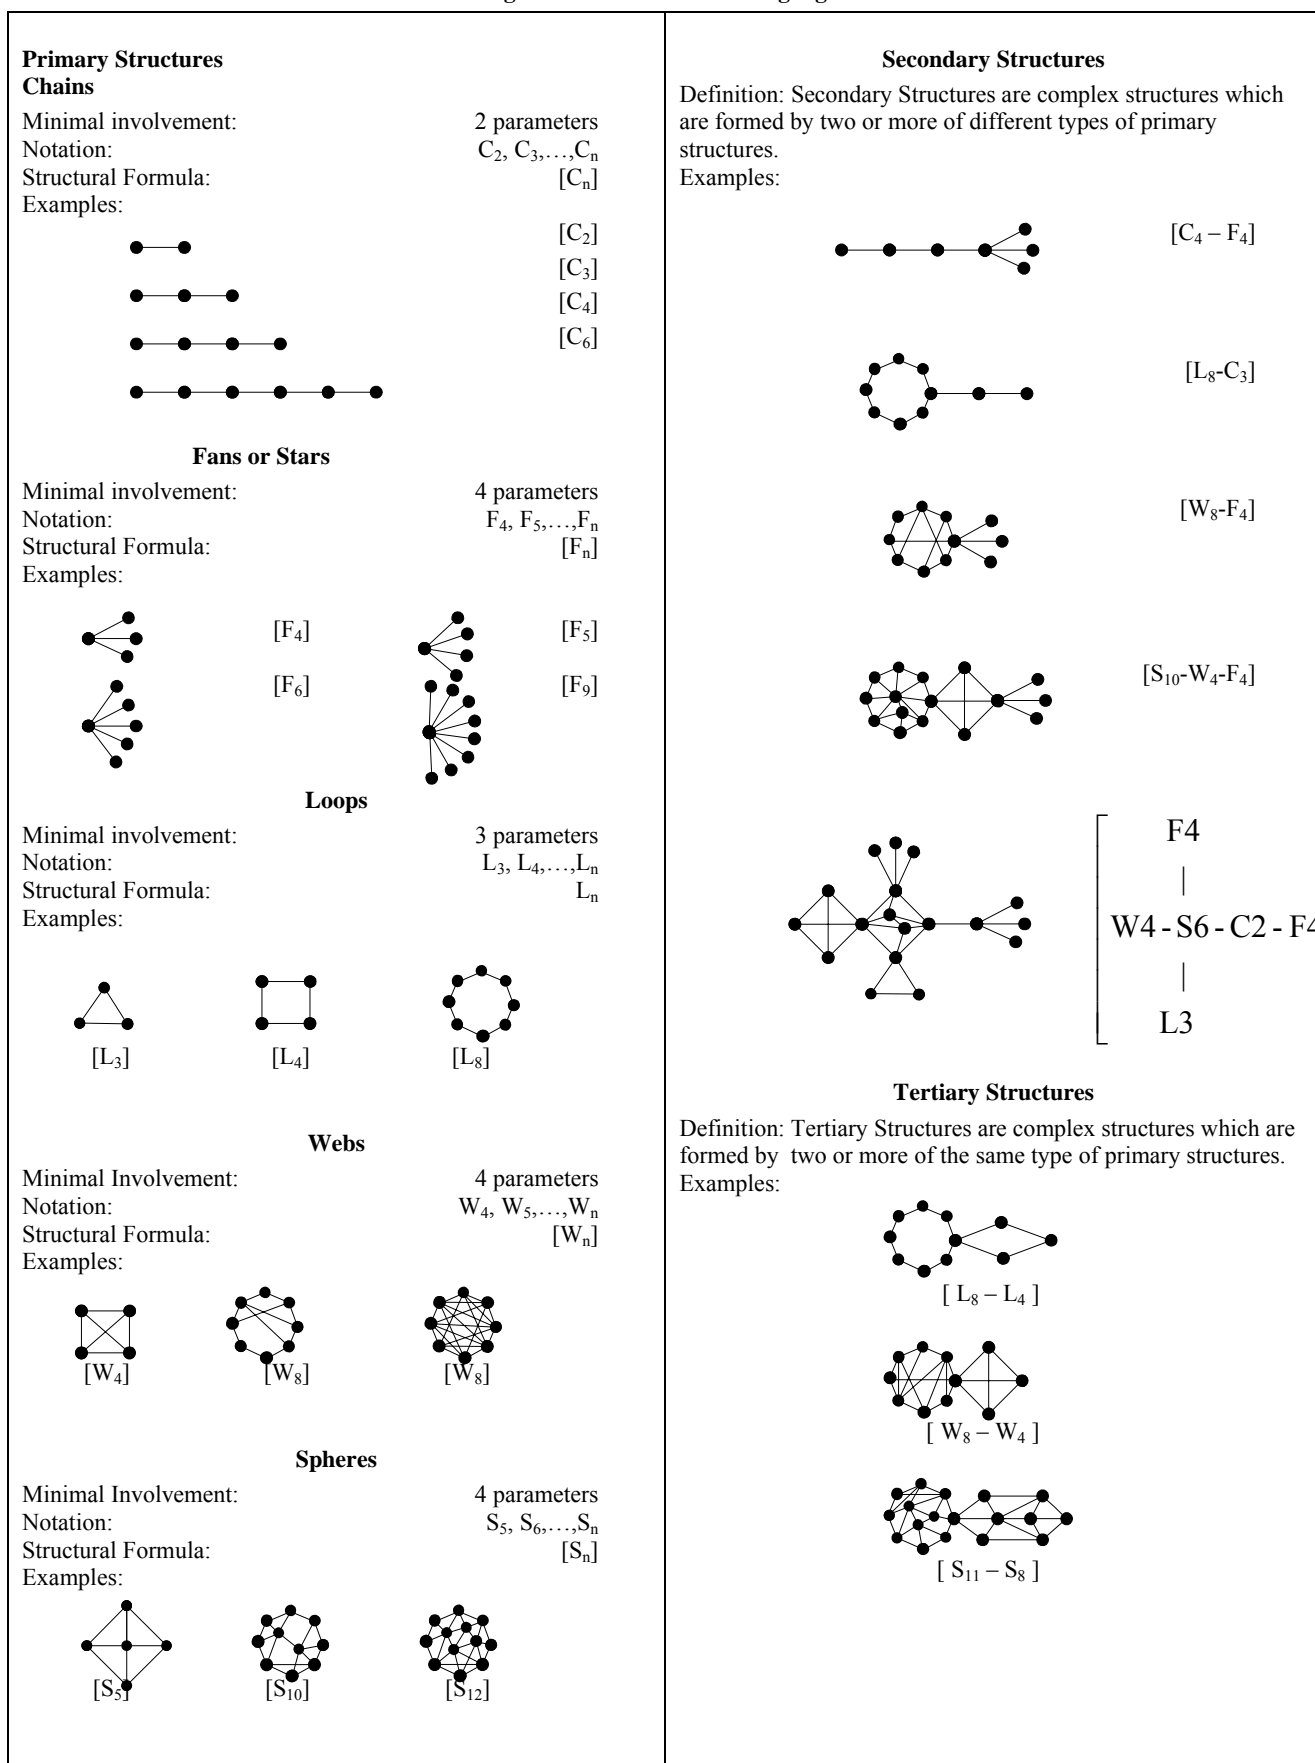 Primary Structures
Chains
Minimal involvement: 2 parameters
Notation: C2, C3,…,Cn
Structural Formula: [Cn]
Examples:
[C2]
[C3]
[C4]
[C6]
Fans or Stars
Minimal involvement: 4 parameters
Notation: F4, F5,…,Fn
Structural Formula: [Fn]
Examples:
[F4] [F5]
[F6] [F9]
Loops
Minimal involvement: 3 parameters
Notation: L3, L4,…,Ln
Structural Formula: Ln
Examples:
[L3] [L4] [L8]
Webs
Minimal Involvement: 4 parameters
Notation: W4, W5,…,Wn
Structural Formula: [Wn]
Examples:
[W4] [W8] [W8]
Spheres
Minimal Involvement: 4 parameters
Notation: S5, S6,…,Sn
Structural Formula: [Sn]
Examples:
[S5] [S10] [S12]
Secondary Structures
Definition: Secondary Structures are complex structures which
are formed by two or more of different types of primary
structures.
Examples:
[C4 – F4]
[L8-C3]
[W8-F4]
[S10-W4-F4]
F4
|
W4 - S6 - C2 - F4
|
L3
Tertiary Structures
Definition: Tertiary Structures are complex structures which are
formed by two or more of the same type of primary structures.
Examples:
[ L8 – L4 ]
[ W8 – W4 ]
[ S11 – S8 ]